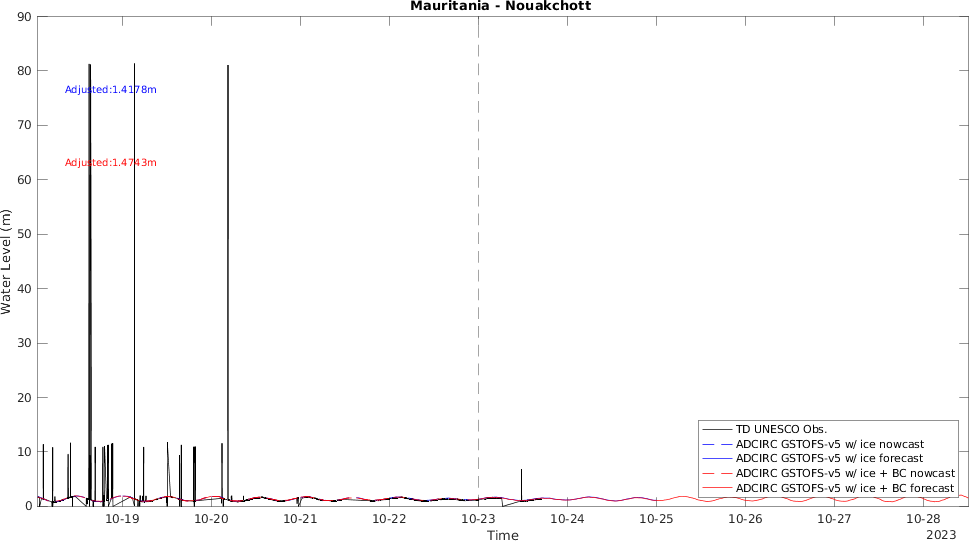 Mauritania - Nouakchott
90
80
70
60
50
40
30
20
10
0
Water Level (m)
Adjusted:1.4178m
Adjusted:1.4743m
TD UNESCO Obs.
ADCIRC GSTOFS-v5 w/ ice nowcast
ADCIRC GSTOFS-v5 w/ ice forecast
ADCIRC GSTOFS-v5 w/ ice + BC nowcast
ADCIRC GSTOFS-v5 w/ ice + BC forecast
10-19 10-20 10-21 10-22 10-23 10-24 10-25 10-26 10-27 10-28
2023
Time